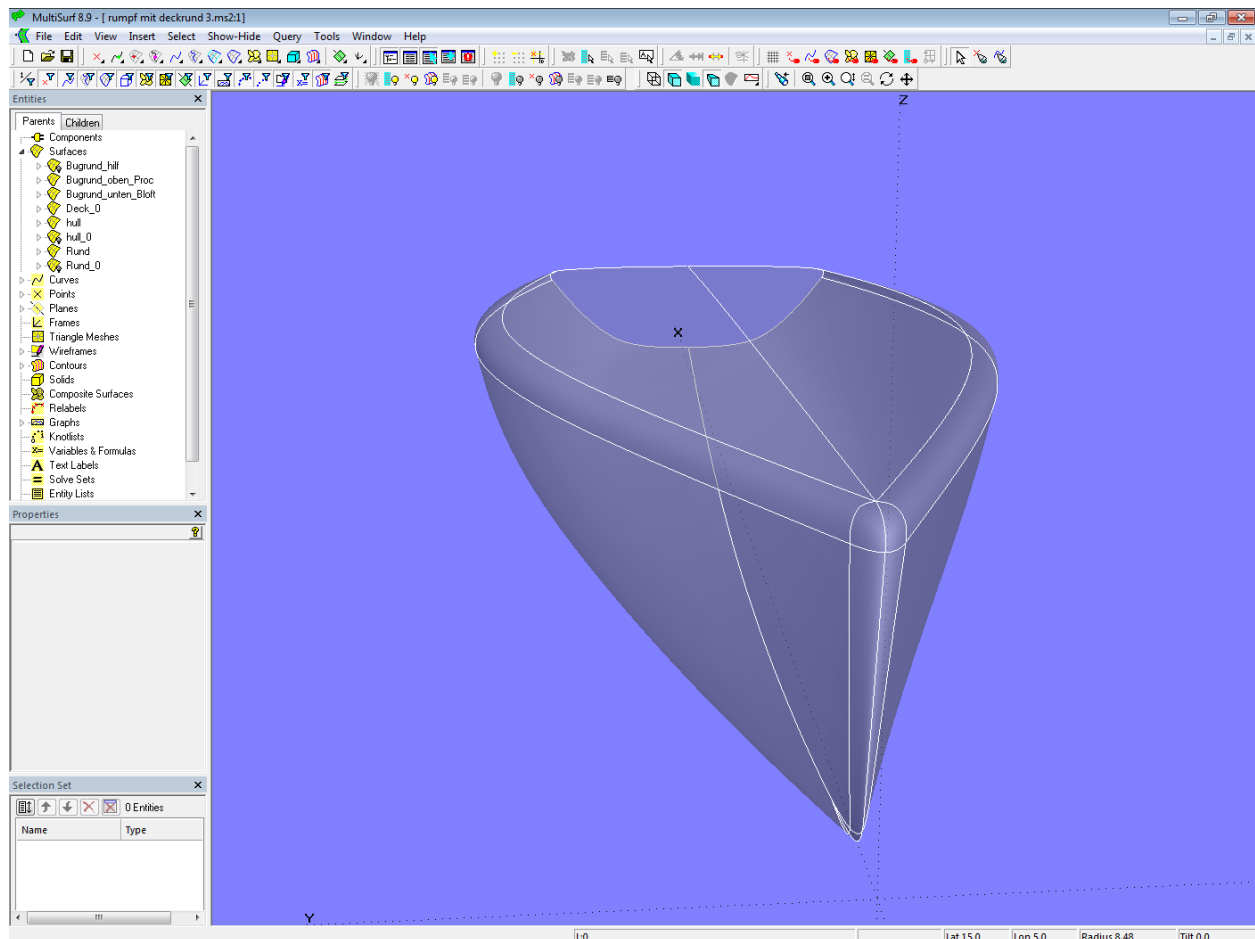 MultiSurf 8.9 - [ rumpf mit deckrund 3.ms2:1]
File Edit View Insert Select Show-Hide Query Tools Window Help
Entities
Parents Children
Components
Surfaces
Bugrund_hilf
Bugrund_oben_Proc
Bugrund_unten_Bloft
Deck_0
hull
hull_0
Rund
Rund_0
Curves
Points
Planes
Frames
Triangle Meshes
Wireframes
Contours
Solids
Composite Surfaces
Relabels
Graphs
Knotlists
Variables & Formulas
Text Labels
Solve Sets
Entity Lists
Properties
Selection Set
0 Entities
Name Type
Z
X
Y
L:0 Lat 15.0 Lon 5.0 Radius 8.48 Tilt 0.0